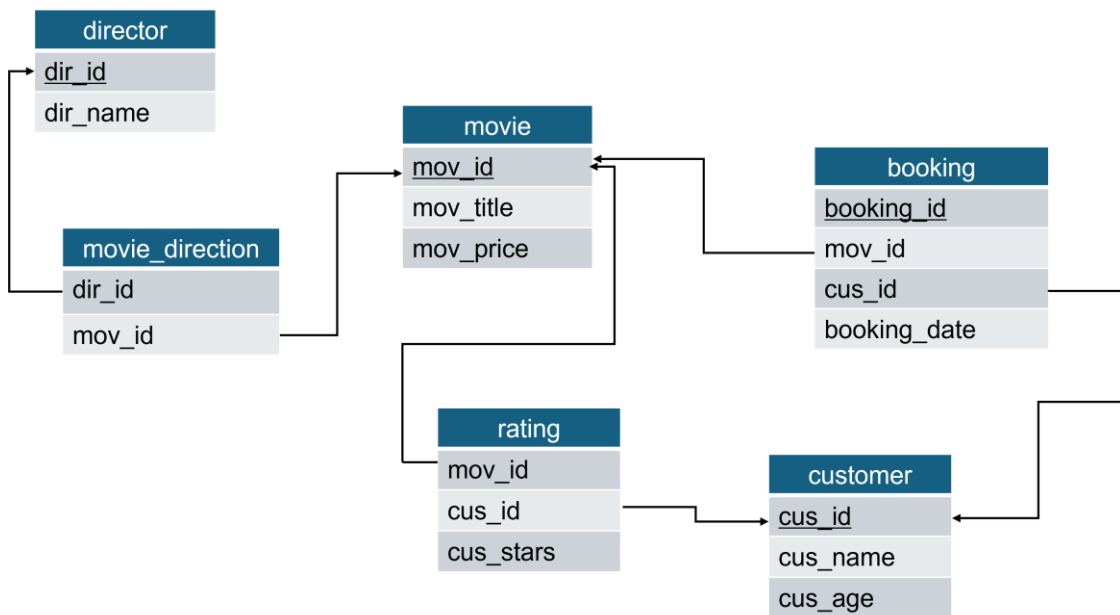 director
dir_id
dir_name
movie
mov_id
mov_title
mov_price
booking
booking_id
mov_id
cus_id
booking_date
movie_direction
dir_id
mov_id
rating
mov_id
cus_id
cus_stars
customer
cus_id
cus_name
cus_age